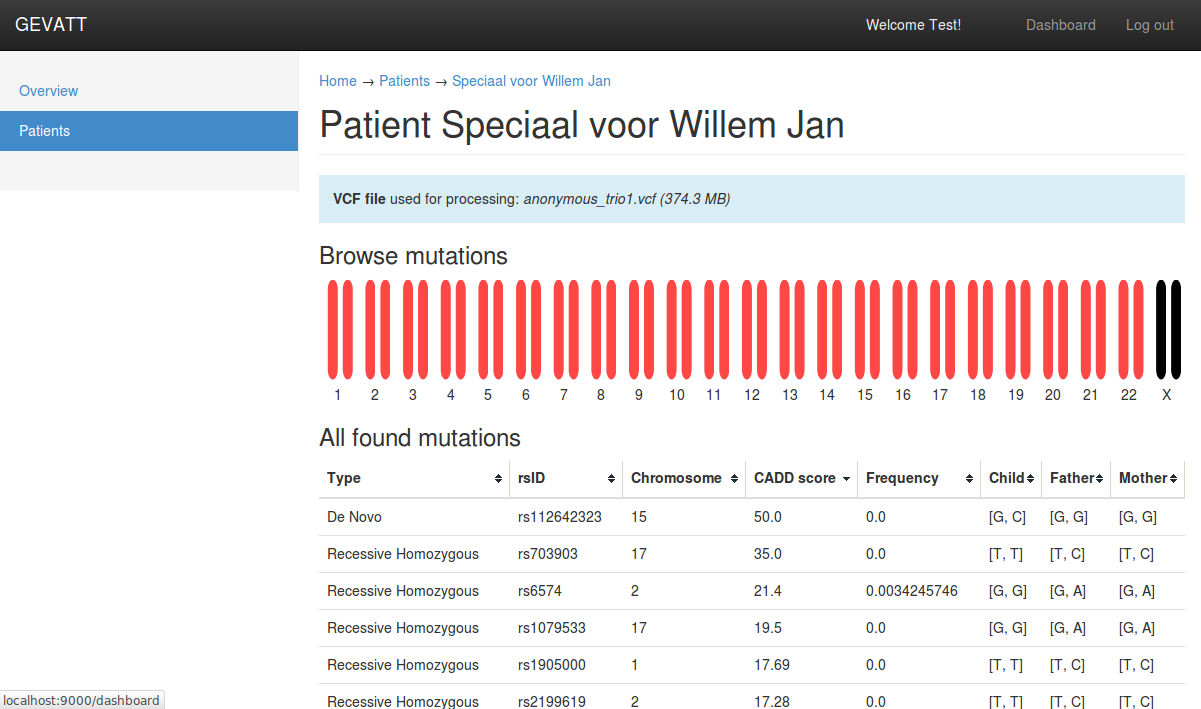 GEVATT Welcome Test! Dashboard Log out
Overview
Patients
Home → Patients → Speciaal voor Willem Jan
Patient Speciaal voor Willem Jan
VCF file used for processing: anonymous_trio1.vcf (374.3 MB)
Browse mutations
1 2 3 4 5 6 7 8 9 10 11 12 13 14 15 16 17 18 19 20 21 22 X
All found mutations
Type rsID Chromosome CADD score Frequency Child Father Mother
De Novo rs112642323 15 50.0 0.0 [G, C] [G, G] [G, G]
Recessive Homozygous rs703903 17 35.0 0.0 [T, T] [T, C] [T, C]
Recessive Homozygous rs6574 2 21.4 0.0034245746 [G, G] [G, A] [G, A]
Recessive Homozygous rs1079533 17 19.5 0.0 [G, G] [G, A] [G, A]
Recessive Homozygous rs1905000 1 17.69 0.0 [T, T] [T, C] [T, C]
Recessive Homozygous rs2199619 2 17.28 0.0 [T, T] [T, C] [T, C]
localhost:9000/dashboard